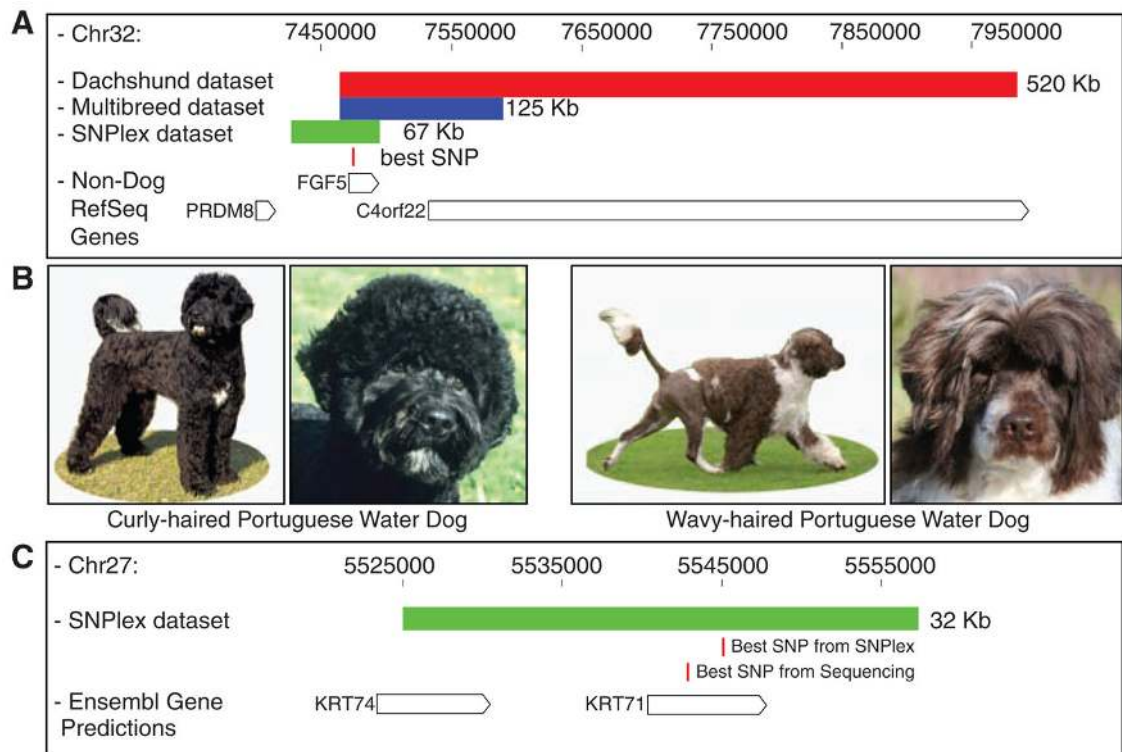 A
- Chr32:
7450000 7550000 7650000 7750000 7850000 7950000
- Dachshund dataset
520 Kb
- Multibreed dataset
125 Kb
- SNPlex dataset
67 Kb
best SNP
- Non-Dog
FGF5
RefSeq
PRDM8
C4orf22
Genes
B
Curly-haired Portuguese Water Dog
Wavy-haired Portuguese Water Dog
C
- Chr27:
5525000 5535000 5545000 5555000
- SNPlex dataset
32 Kb
Best SNP from SNPlex
Best SNP from Sequencing
- Ensembl Gene
KRT74
KRT71
Predictions